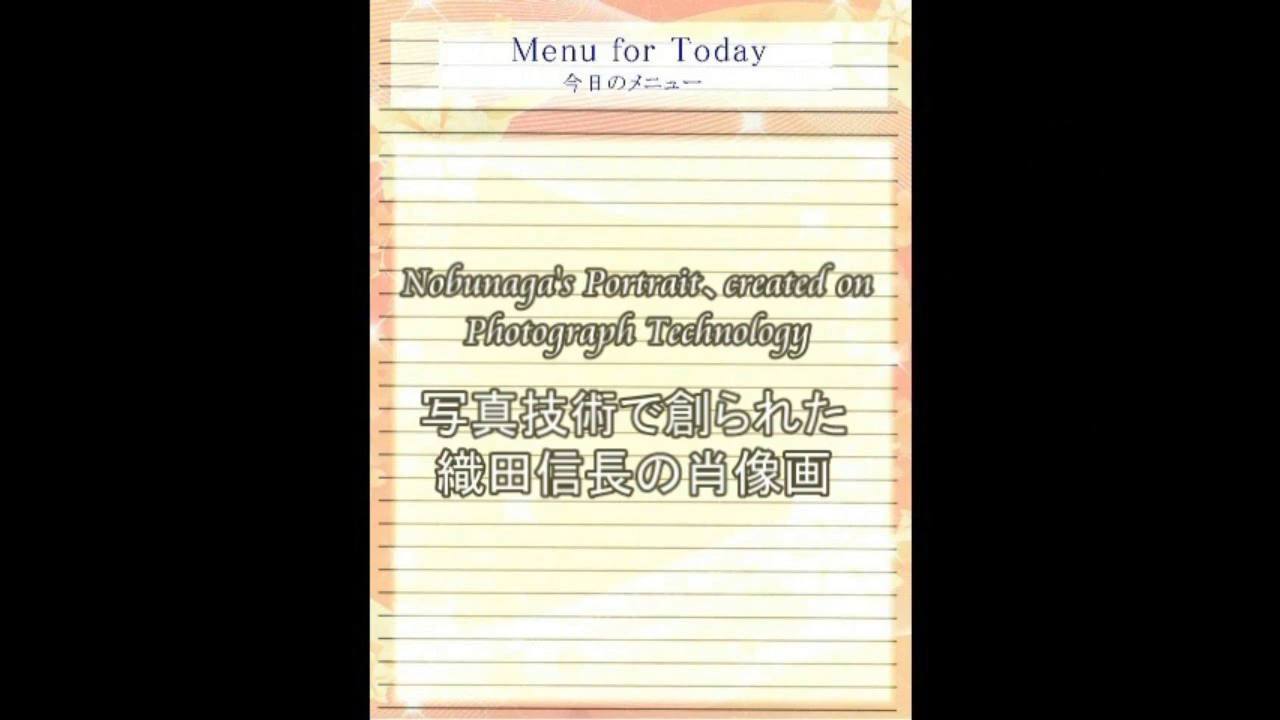 Menu for Today
今日のメニュー
Nobunaga's Portrait、created on
Photograph Technology
写真技術で創られた
織田信長の肖像画